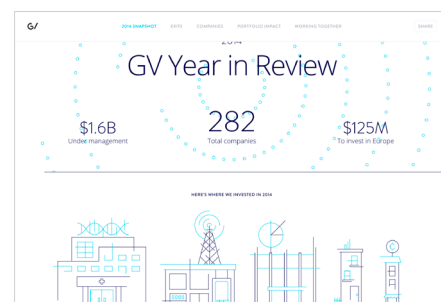 GV
2014 SNAPSHOT EXITS COMPANIES PORTFOLIO IMPACT WORKING TOGETHER SHARE
2014
GV Year in Review
$1.6B
Under management
282
Total companies
$125M
To invest in Europe
HERE'S WHERE WE INVESTED IN 2014